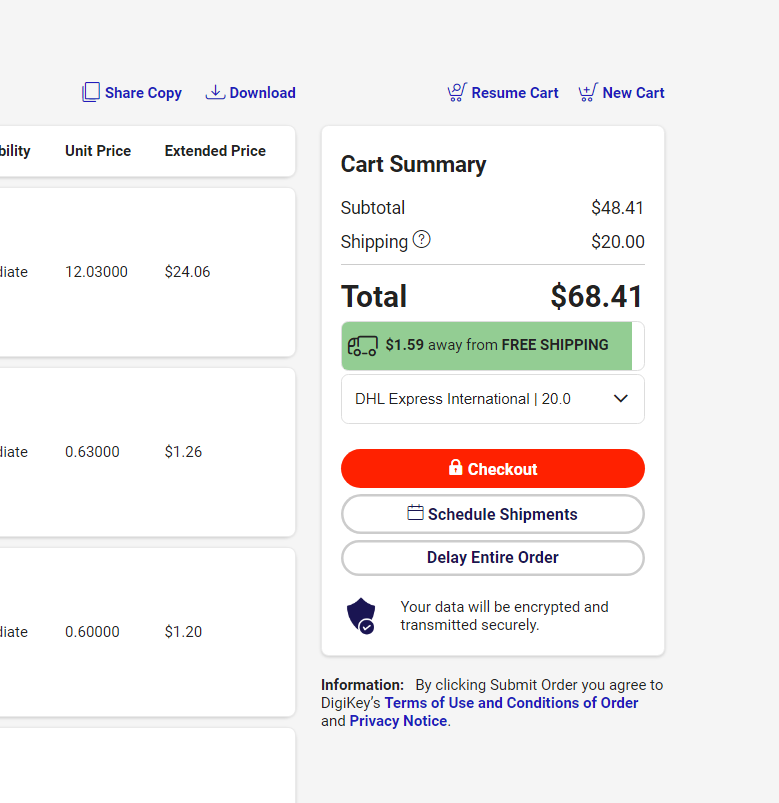 Share Copy Download Resume Cart New Cart
bility Unit Price Extended Price
diate 12.03000 $24.06
diate 0.63000 $1.26
diate 0.60000 $1.20
Cart Summary
Subtotal $48.41
Shipping ? $20.00
Total $68.41
$1.59 away from FREE SHIPPING
DHL Express International | 20.0
Checkout
Schedule Shipments
Delay Entire Order
Your data will be encrypted and
transmitted securely.
Information: By clicking Submit Order you agree to
DigiKey’s Terms of Use and Conditions of Order
and Privacy Notice.